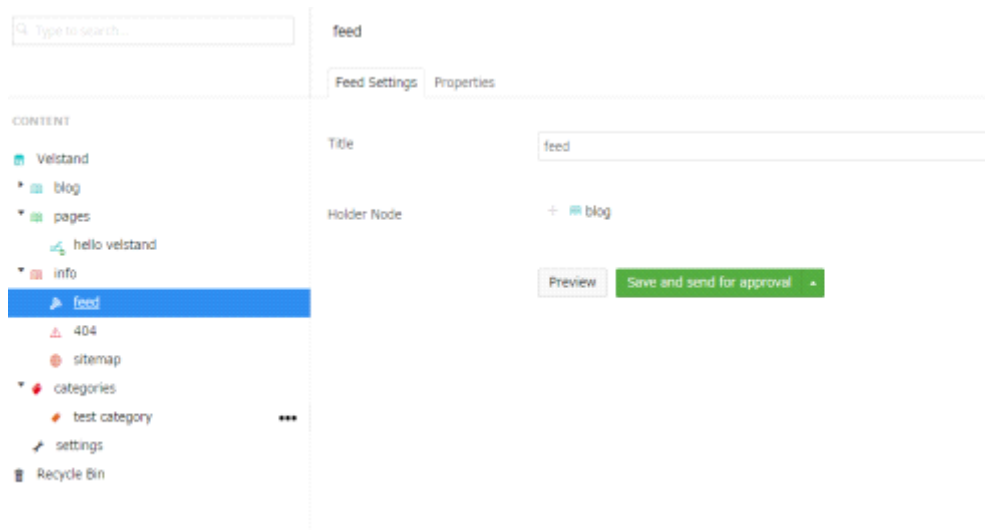 Type to search...
CONTENT
Velstand
blog
pages
hello velstand
info
feed
404
sitemap
categories
test category
settings
Recycle Bin
feed
Feed Settings Properties
Title feed
Holder Node blog
Preview Save and send for approval